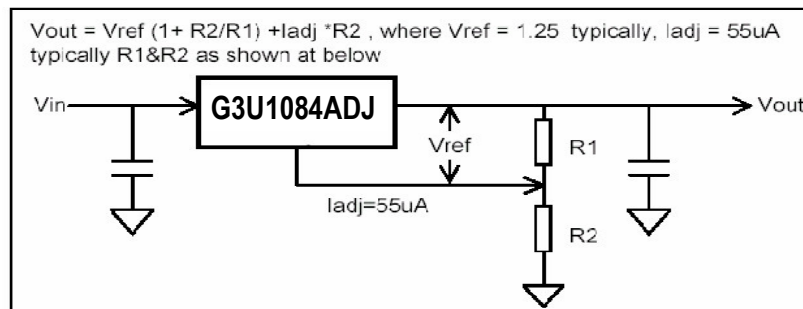 Vout = Vref (1+ R2/R1) +Iadj *R2 , where Vref = 1.25 typically, Iadj = 55uA
typically R1&R2 as shown at below
Vin
G3U1084ADJ
Vout
Vref
R1
Iadj=55uA
R2